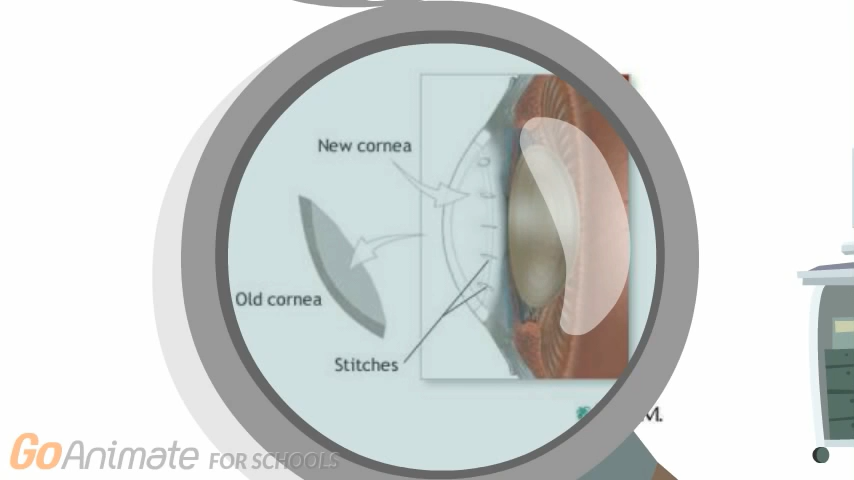 New cornea
Old cornea
Stitches
M.
GoAnimate FOR SCHOOLS